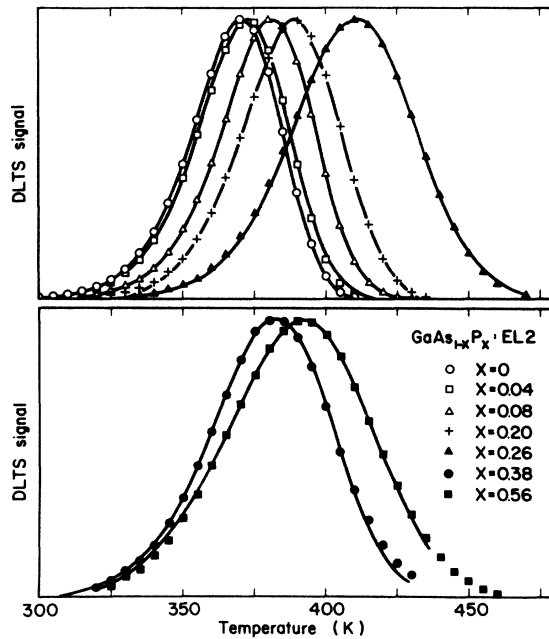 DLTS signal
DLTS signal
GaAs1-xPx : EL2
X=0
X=0.04
X=0.08
X=0.20
X=0.26
X=0.38
X=0.56
300
350
400
450
Temperature (K)